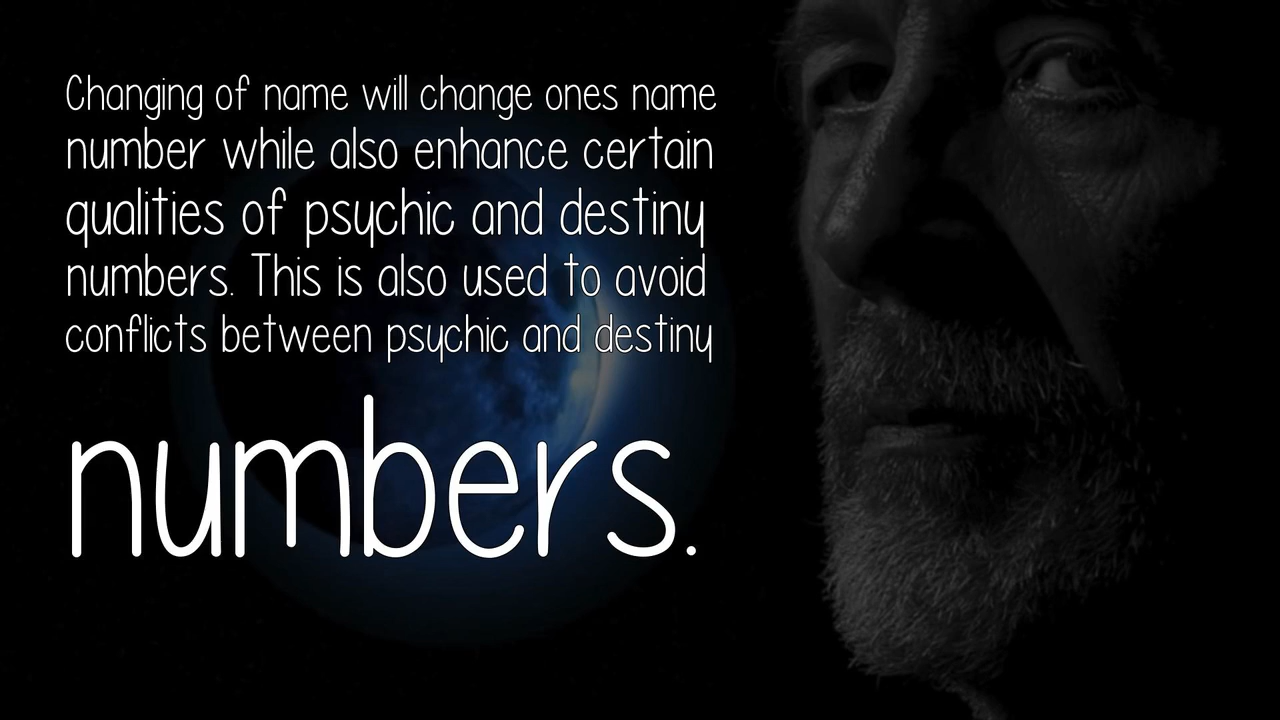 Changing of name will change ones name
number while also enhance certain
qualities of psychic and destiny
numbers. This is also used to avoid
conflicts between psychic and destiny
numbers.